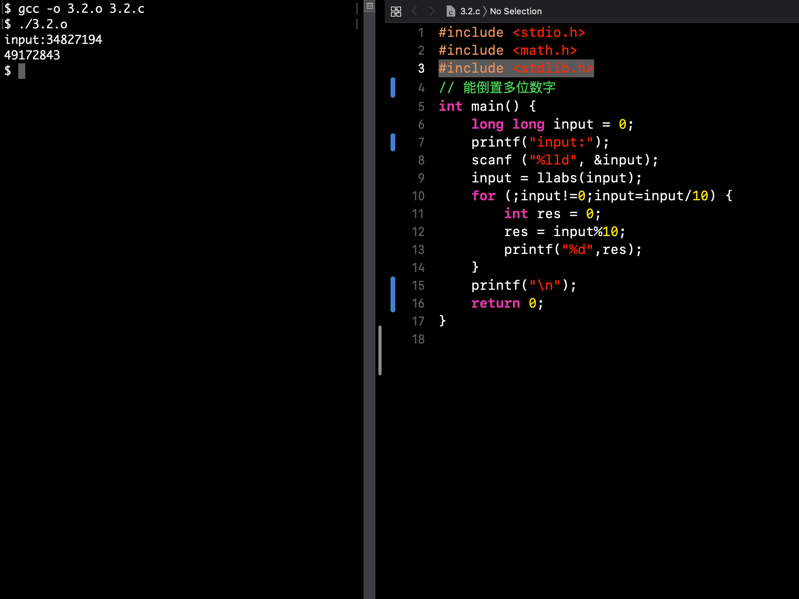 $ gcc -o 3.2.o 3.2.c
$ ./3.2.o
input:34827194
49172843
$
3.2.c 〉 No Selection
1 #include <stdio.h>
2 #include <math.h>
3 #include <stdlib.h>
4 // 能倒置多位数字
5 int main() {
6 long long input = 0;
7 printf("input:");
8 scanf ("%lld", &input);
9 input = llabs(input);
10 for (;input!=0;input=input/10) {
11 int res = 0;
12 res = input%10;
13 printf("%d",res);
14 }
15 printf("\n");
16 return 0;
17 }
18